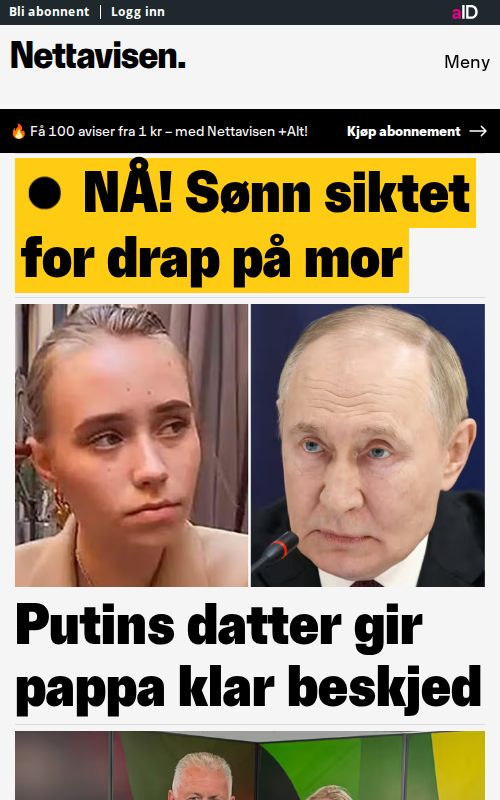 Bli abonnent | Logg inn aID
Nettavisen.
Meny
🔥 Få 100 aviser fra 1 kr – med Nettavisen +Alt! Kjøp abonnement →
● NÅ! Sønn siktet
for drap på mor
Putins datter gir
pappa klar beskjed